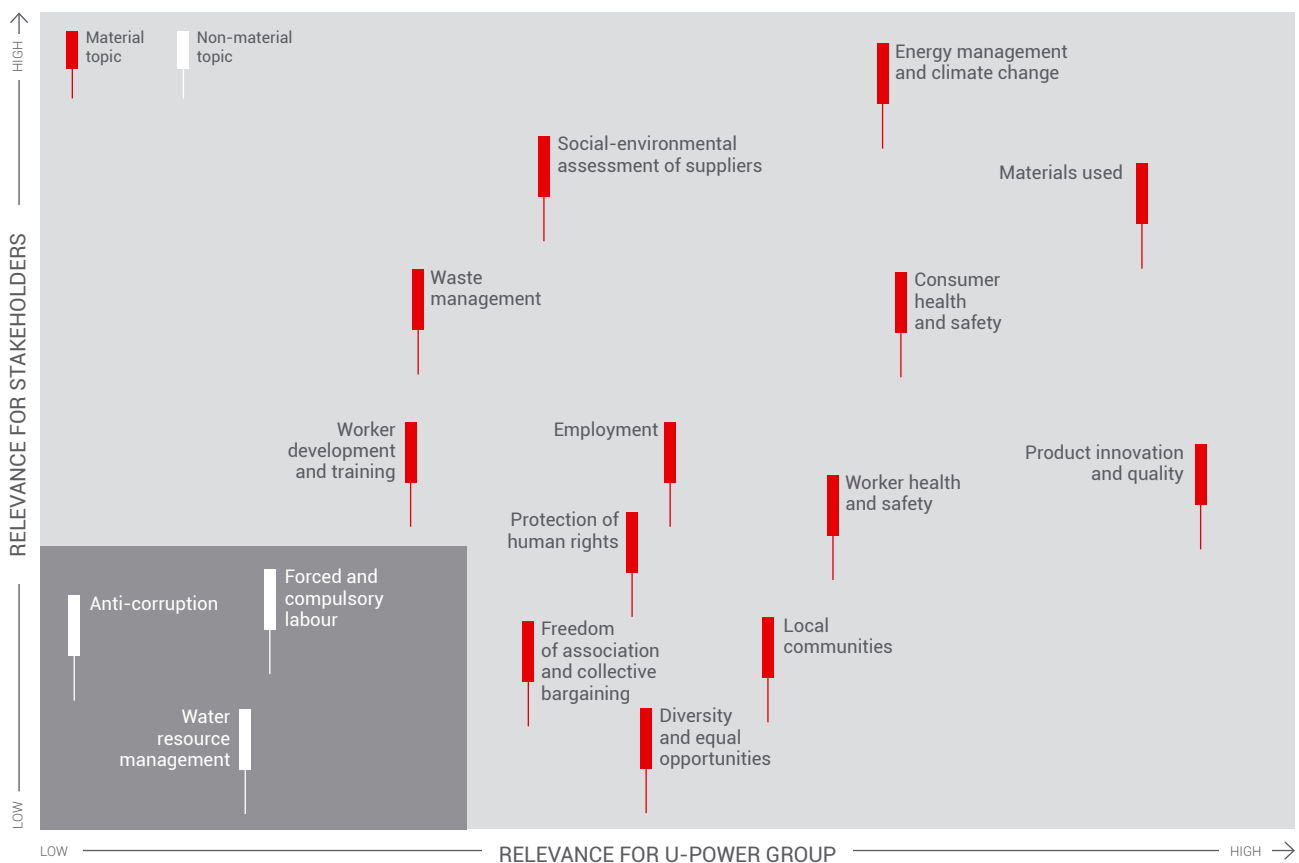 HIGH
RELEVANCE FOR STAKEHOLDERS
LOW
Material
topic
Non-material
topic
Energy management
and climate change
Social-environmental
assessment of suppliers
Materials used
Waste
management
Consumer
health
and safety
Worker
development
and training
Employment
Product innovation
and quality
Worker health
and safety
Protection of
human rights
Anti-corruption
Forced and
compulsory
labour
Freedom
of association
and collective
bargaining
Local
communities
Water
resource
management
Diversity
and equal
opportunities
LOW
RELEVANCE FOR U-POWER GROUP
HIGH